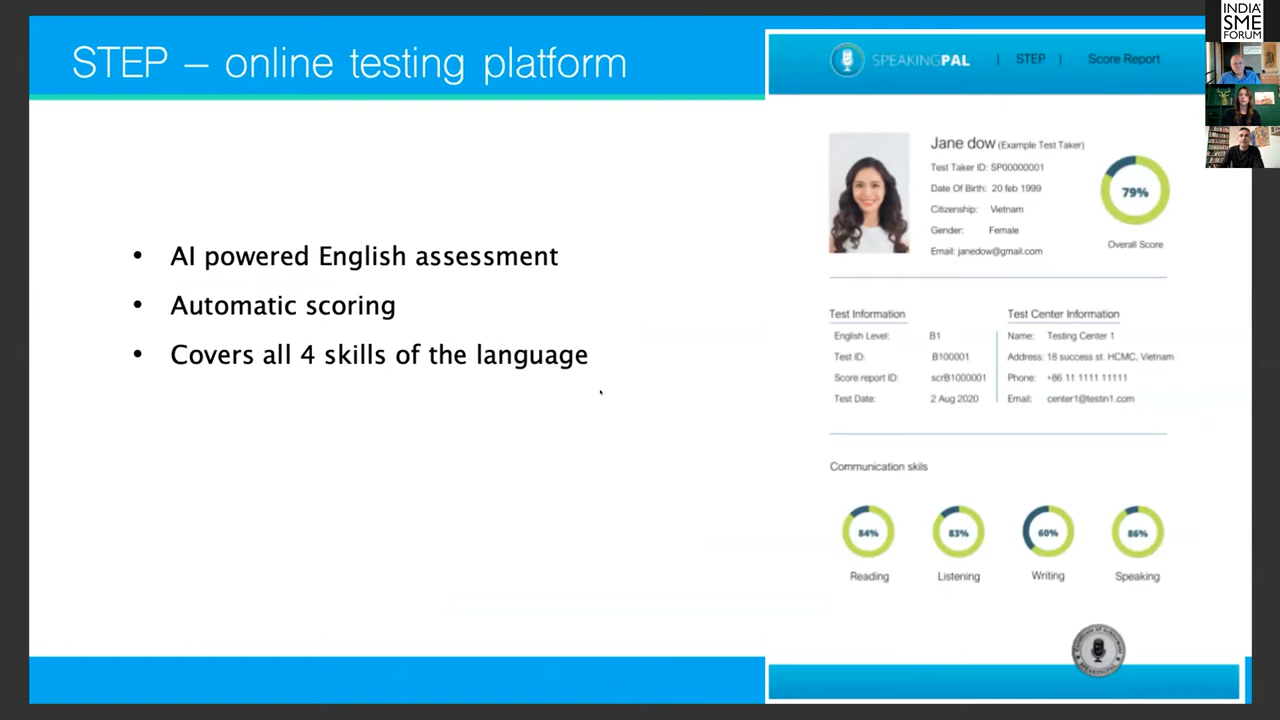 STEP – online testing platform
• AI powered English assessment
• Automatic scoring
• Covers all 4 skills of the language
SPEAKINGPAL | STEP | Score Report
Jane dow (Example Test Taker)
Test Taker ID: SP00000001
Date Of Birth: 20 feb 1999
Citizenship: Vietnam
Gender: Female
Email: janedow@gmail.com
79%
Overall Score
Test Information
English Level: B1
Test ID: B100001
Score report ID: scrB1000001
Test Date: 2 Aug 2020
Test Center Information
Name: Testing Center 1
Address: 18 success st. HCMC, Vietnam
Phone: +86 11 1111 11111
Email: center1@testin1.com
Communication skils
84% 83% 60% 86%
Reading Listening Writing Speaking
INDIA
SME
FORUM